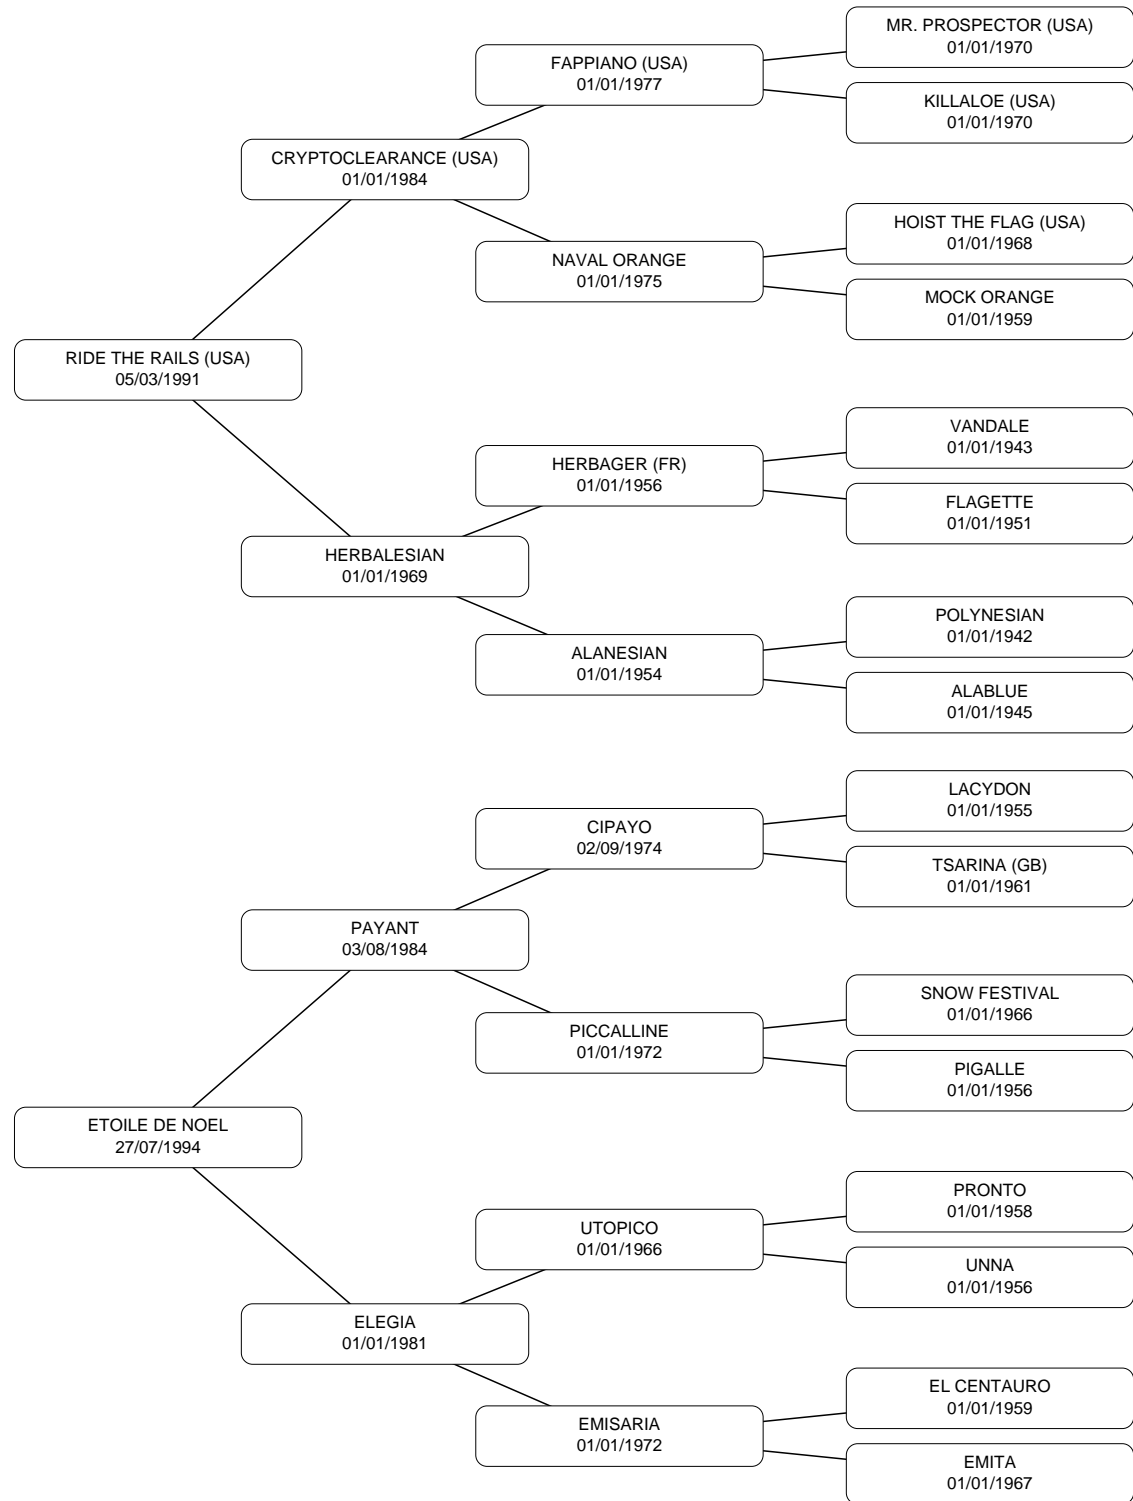 MR. PROSPECTOR (USA)
01/01/1970
FAPPIANO (USA)
01/01/1977
KILLALOE (USA)
01/01/1970
CRYPTOCLEARANCE (USA)
01/01/1984
HOIST THE FLAG (USA)
01/01/1968
NAVAL ORANGE
01/01/1975
MOCK ORANGE
01/01/1959
RIDE THE RAILS (USA)
05/03/1991
VANDALE
01/01/1943
HERBAGER (FR)
01/01/1956
FLAGETTE
01/01/1951
HERBALESIAN
01/01/1969
POLYNESIAN
01/01/1942
ALANESIAN
01/01/1954
ALABLUE
01/01/1945
LACYDON
01/01/1955
CIPAYO
02/09/1974
TSARINA (GB)
01/01/1961
PAYANT
03/08/1984
SNOW FESTIVAL
01/01/1966
PICCALLINE
01/01/1972
PIGALLE
01/01/1956
ETOILE DE NOEL
27/07/1994
PRONTO
01/01/1958
UTOPICO
01/01/1966
UNNA
01/01/1956
ELEGIA
01/01/1981
EL CENTAURO
01/01/1959
EMISARIA
01/01/1972
EMITA
01/01/1967